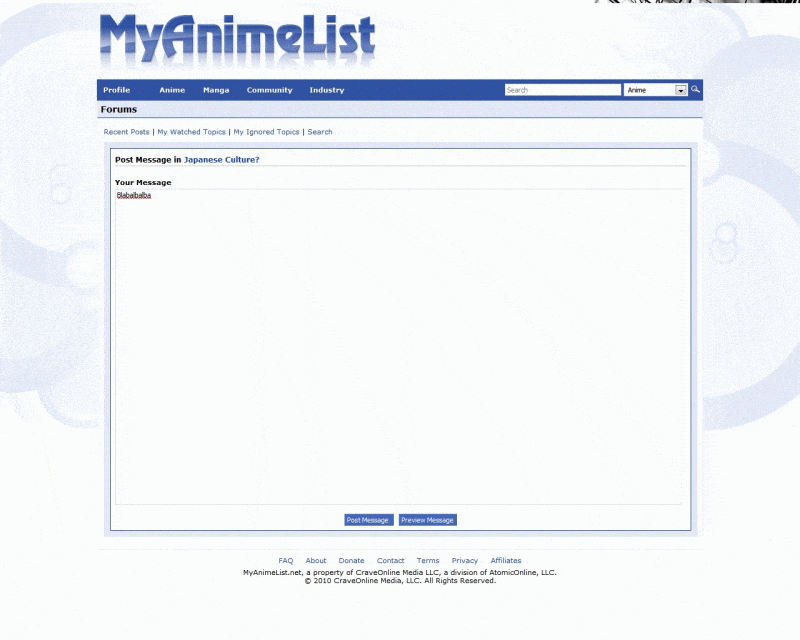 MyAnimeList
Profile Anime Manga Community Industry Search Anime
Forums
Recent Posts | My Watched Topics | My Ignored Topics | Search
Post Message in Japanese Culture?
Your Message
Blabalbalba
Post Message Preview Message
FAQ About Donate Contact Terms Privacy Affiliates
MyAnimeList.net, a property of CraveOnline Media LLC, a division of AtomicOnline, LLC.
© 2010 CraveOnline Media, LLC. All Rights Reserved.